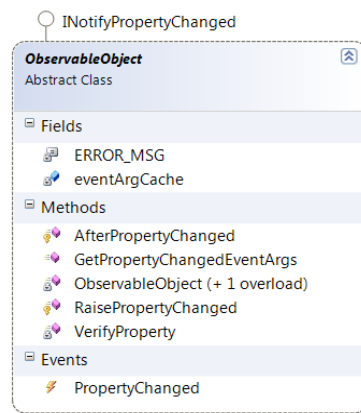 INotifyPropertyChanged
ObservableObject
Abstract Class
Fields
ERROR_MSG
eventArgCache
Methods
AfterPropertyChanged
GetPropertyChangedEventArgs
ObservableObject (+ 1 overload)
RaisePropertyChanged
VerifyProperty
Events
PropertyChanged